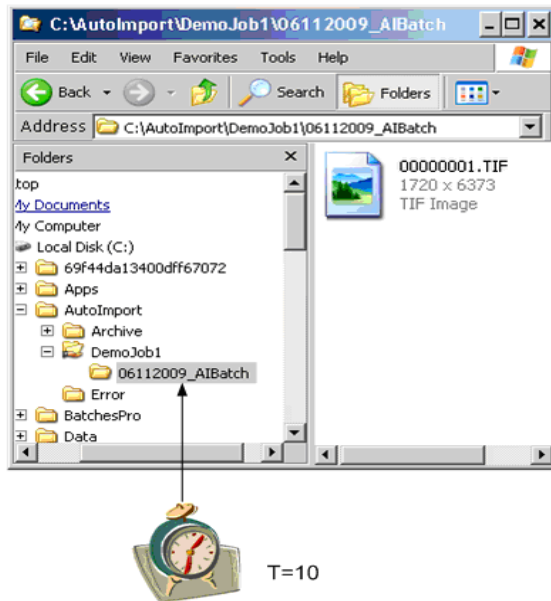 C:\AutoImport\DemoJob1\06112009_AIBatch
File Edit View Favorites Tools Help
Back Search Folders
Address C:\AutoImport\DemoJob1\06112009_AIBatch
Folders
top
My Documents
My Computer
Local Disk (C:)
69f44da13400dff67072
Apps
AutoImport
Archive
DemoJob1
06112009_AIBatch
Error
BatchesPro
Data
00000001.TIF
1720 x 6373
TIF Image
T=10